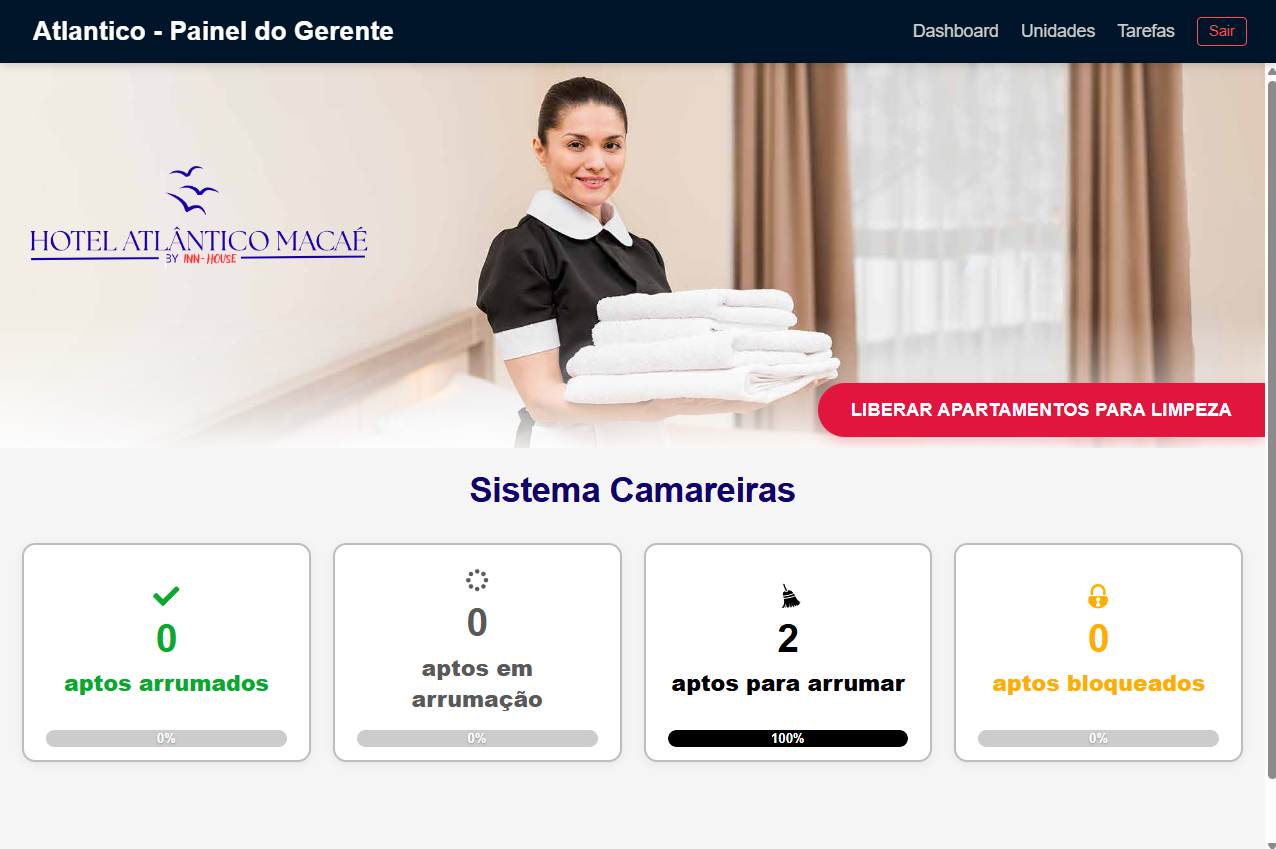 Atlantico - Painel do Gerente
Dashboard Unidades Tarefas Sair
HOTEL ATLÂNTICO MACAÉ
BY INN-HOUSE
LIBERAR APARTAMENTOS PARA LIMPEZA
Sistema Camareiras
0
aptos arrumados
0%
0
aptos em
arrumação
0%
2
aptos para arrumar
100%
0
aptos bloqueados
0%